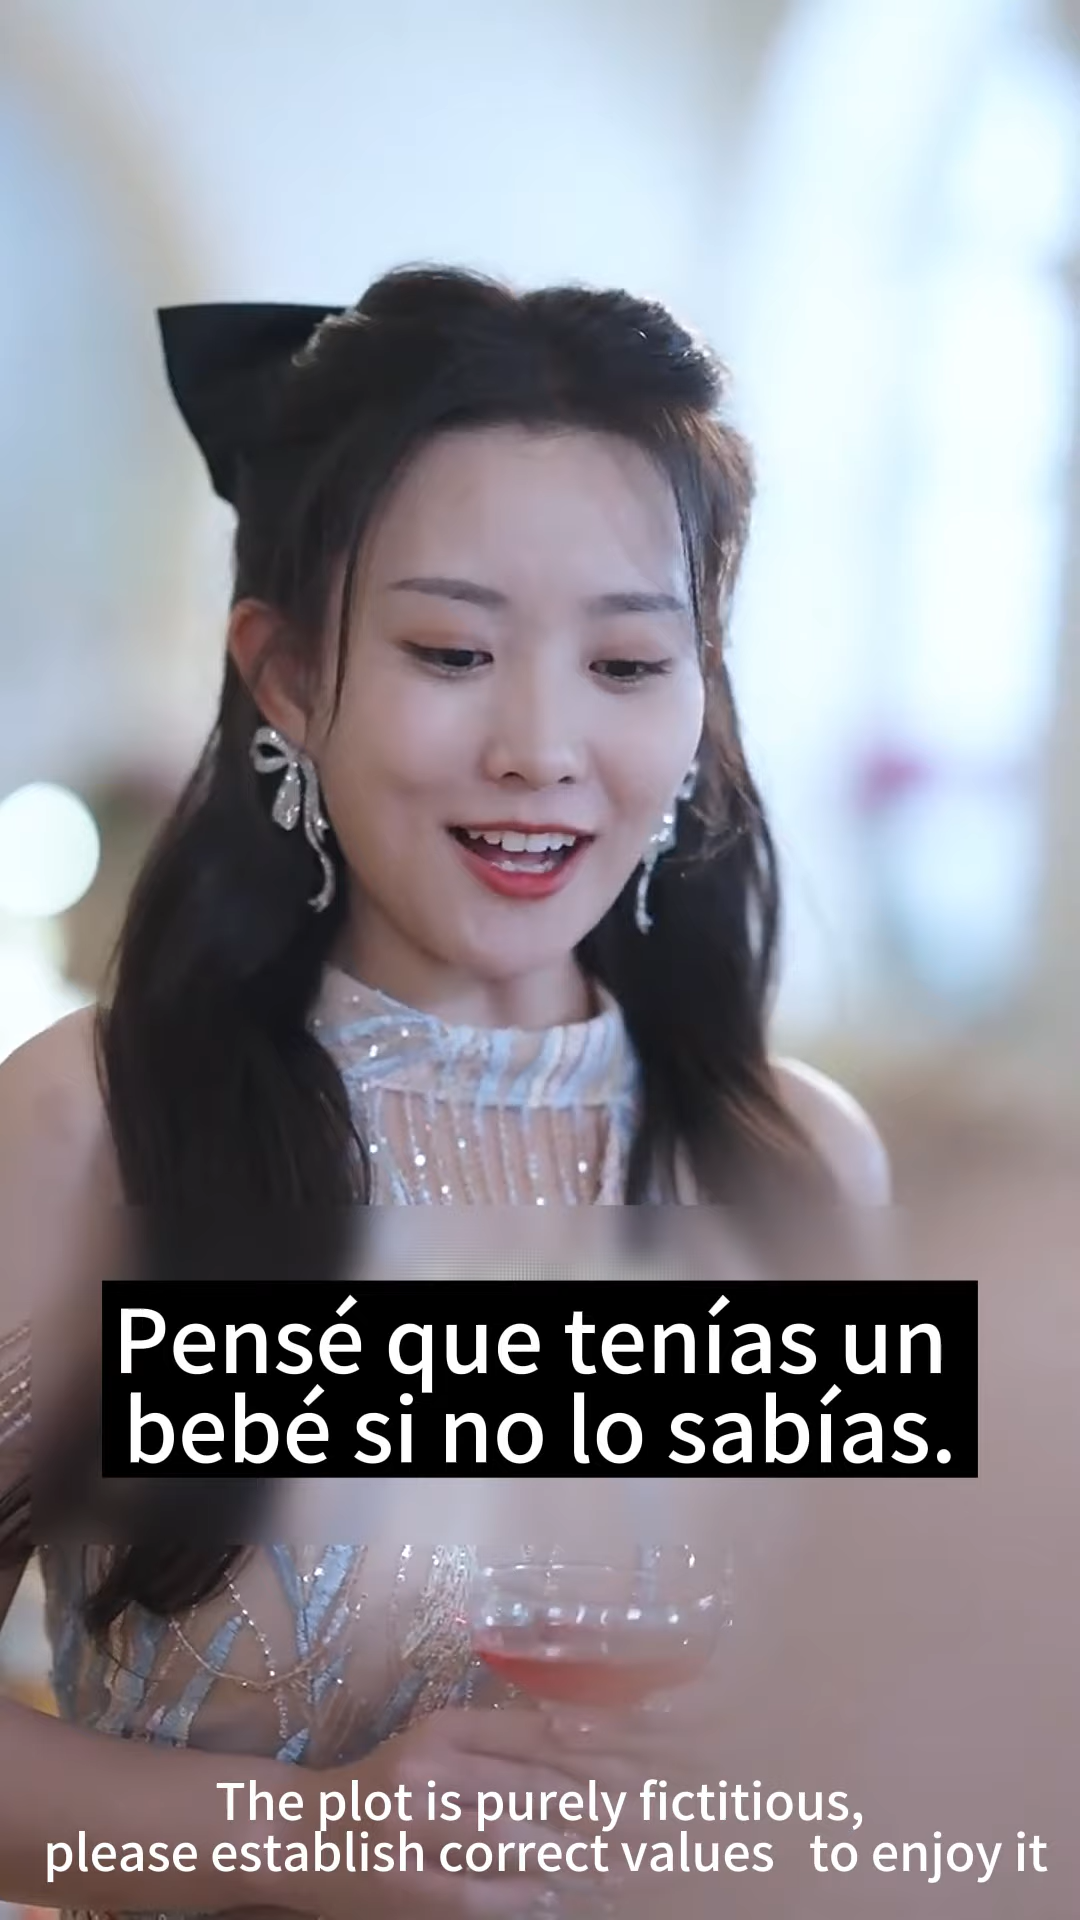 Pensé que tenías un
bebé si no lo sabías.
The plot is purely fictitious,
please establish correct values to enjoy it